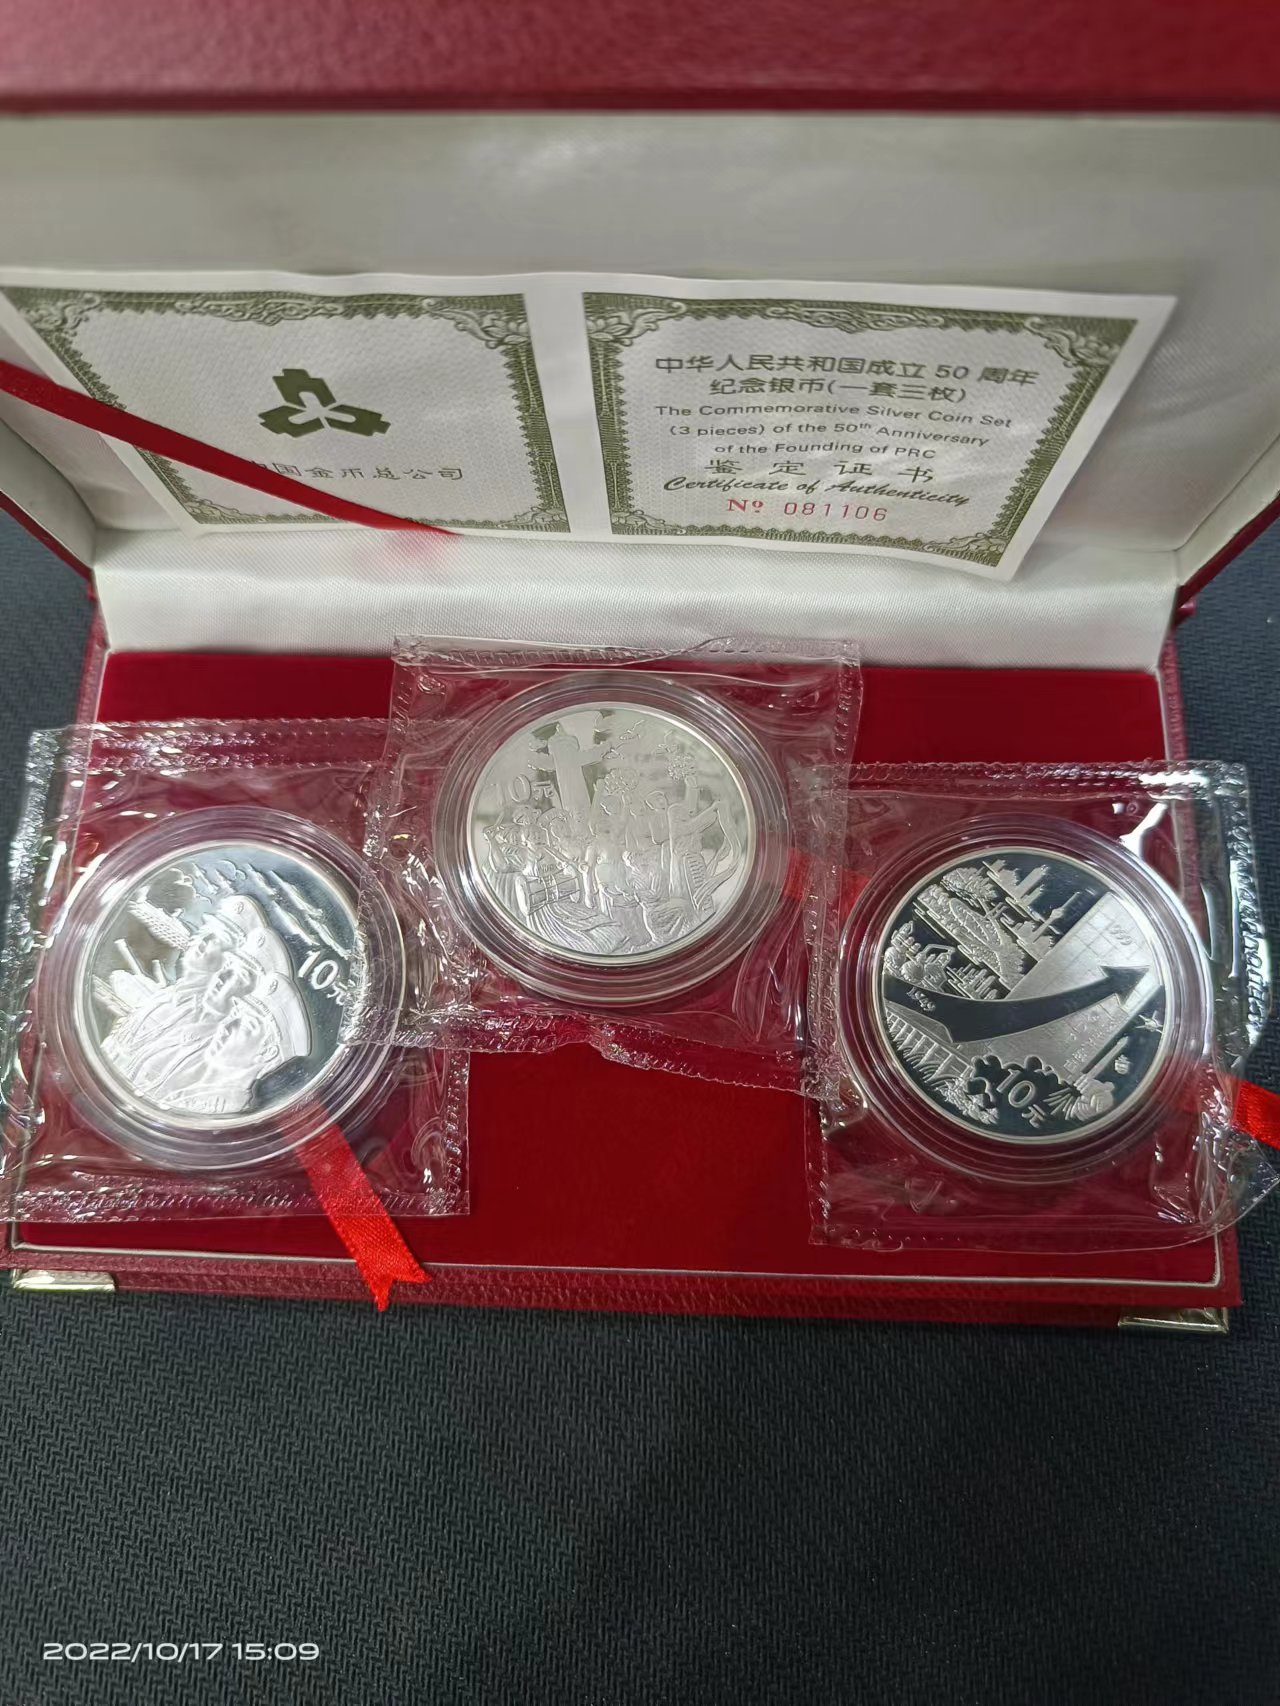 中国金币总公司
中华人民共和国成立 50 周年
纪念银币(一套三枚)
The Commemorative Silver Coin Set
(3 pieces) of the 50th Anniversary
of the Founding of PRC
鉴定证书
Certificate of Authenticity
Nº 081106
10元
10元
1999
1949
10元
2022/10/17 15:09